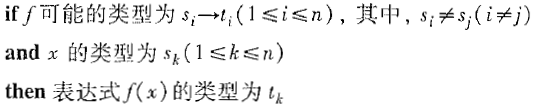 if f 可能的类型为 sᵢ→tᵢ(1≤i≤n), 其中, sᵢ≠sⱼ(i≠j)
and x 的类型为 sₖ(1≤k≤n)
then 表达式 f(x)的类型为 tₖ